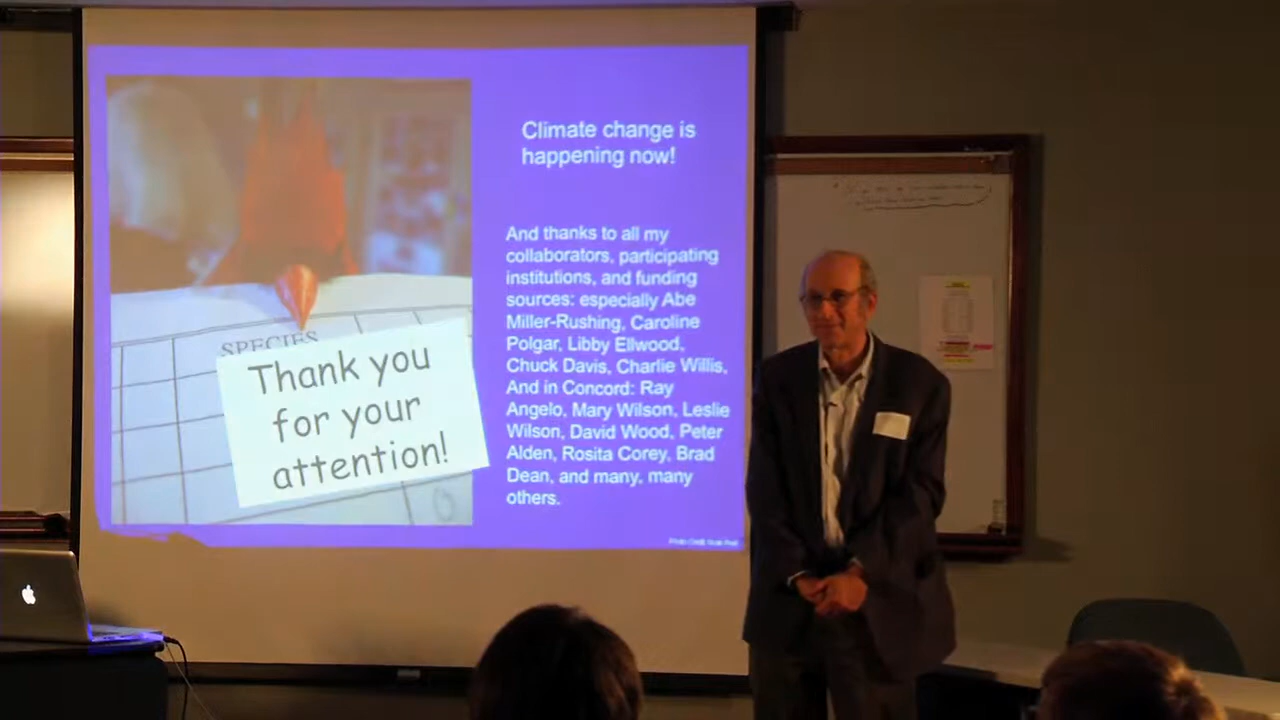 Climate change is
happening now!
And thanks to all my
collaborators, participating
institutions, and funding
sources: especially Abe
Miller-Rushing, Caroline
Polgar, Libby Ellwood,
Chuck Davis, Charlie Willis,
And in Concord: Ray
Angelo, Mary Wilson, Leslie
Wilson, David Wood, Peter
Alden, Rosita Corey, Brad
Dean, and many, many
others.
SPECIES
Thank you
for your
attention!